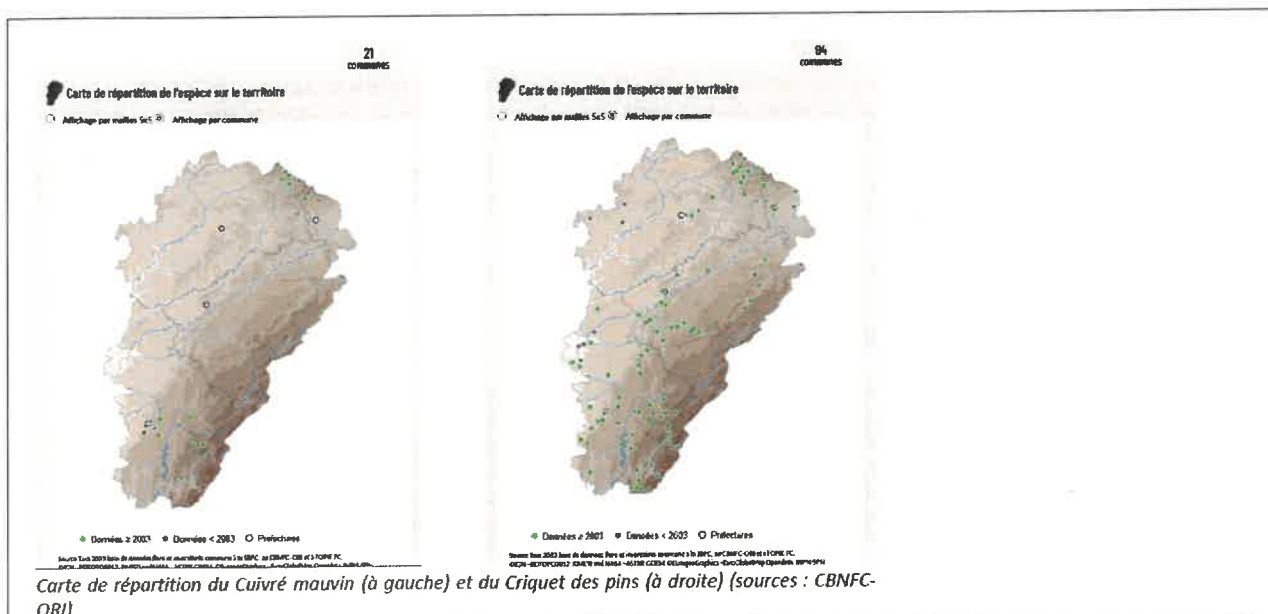 21
communes
Carte de répartition de l'espèce sur le territoire
Affichage par mailles 5x5 Affichage par commune
Données ≥ 2003 Données < 2003 Préfectures
94
communes
Carte de répartition de l'espèce sur le territoire
Affichage par mailles 5x5 Affichage par commune
Données ≥ 2003 Données < 2003 Préfectures
Carte de répartition du Cuivré mauvin (à gauche) et du Criquet des pins (à droite) (sources : CBNFC-
ORI)